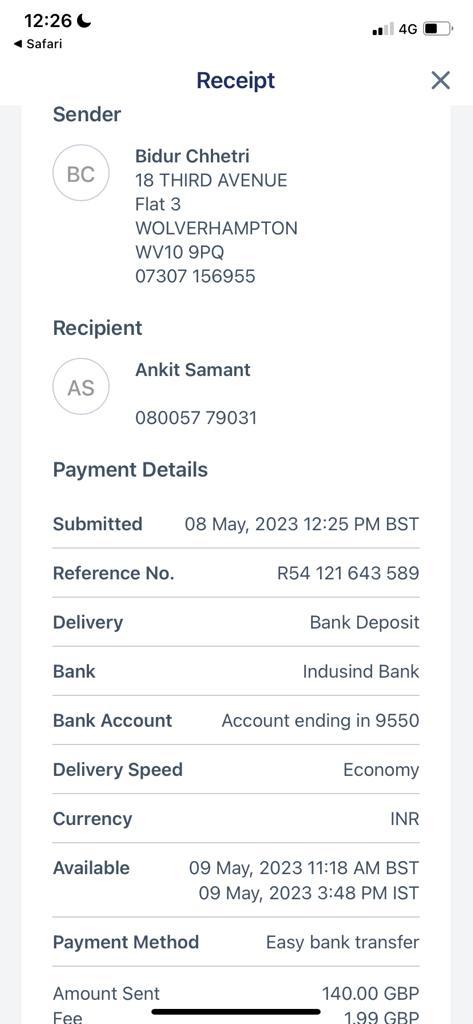 12:26
4G
Safari
Receipt
Sender
BC
Bidur Chhetri
18 THIRD AVENUE
Flat 3
WOLVERHAMPTON
WV10 9PQ
07307 156955
Recipient
AS
Ankit Samant
080057 79031
Payment Details
Submitted 08 May, 2023 12:25 PM BST
Reference No. R54 121 643 589
Delivery Bank Deposit
Bank Indusind Bank
Bank Account Account ending in 9550
Delivery Speed Economy
Currency INR
Available 09 May, 2023 11:18 AM BST
09 May, 2023 3:48 PM IST
Payment Method Easy bank transfer
Amount Sent 140.00 GBP
Fee 1.99 GBP